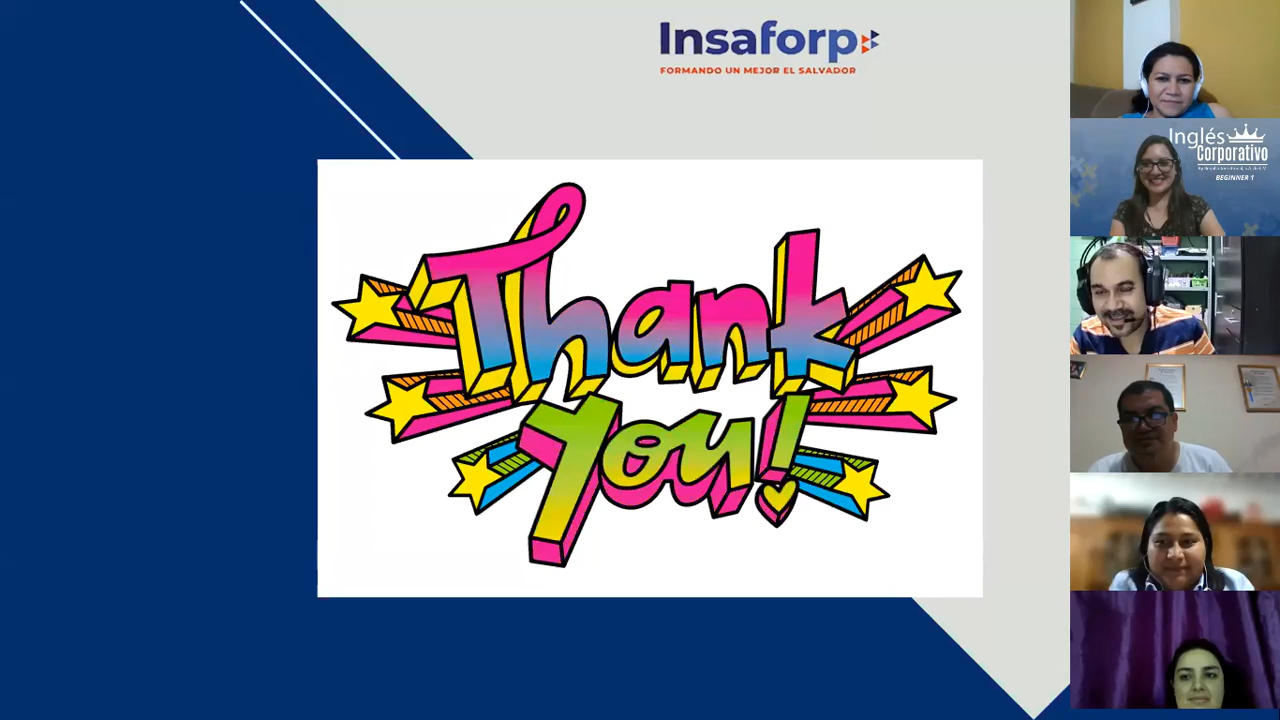 Insaforp
FORMANDO UN MEJOR EL SALVADOR
Thank
You!
Inglés
Corporativo
BEGINNER 1